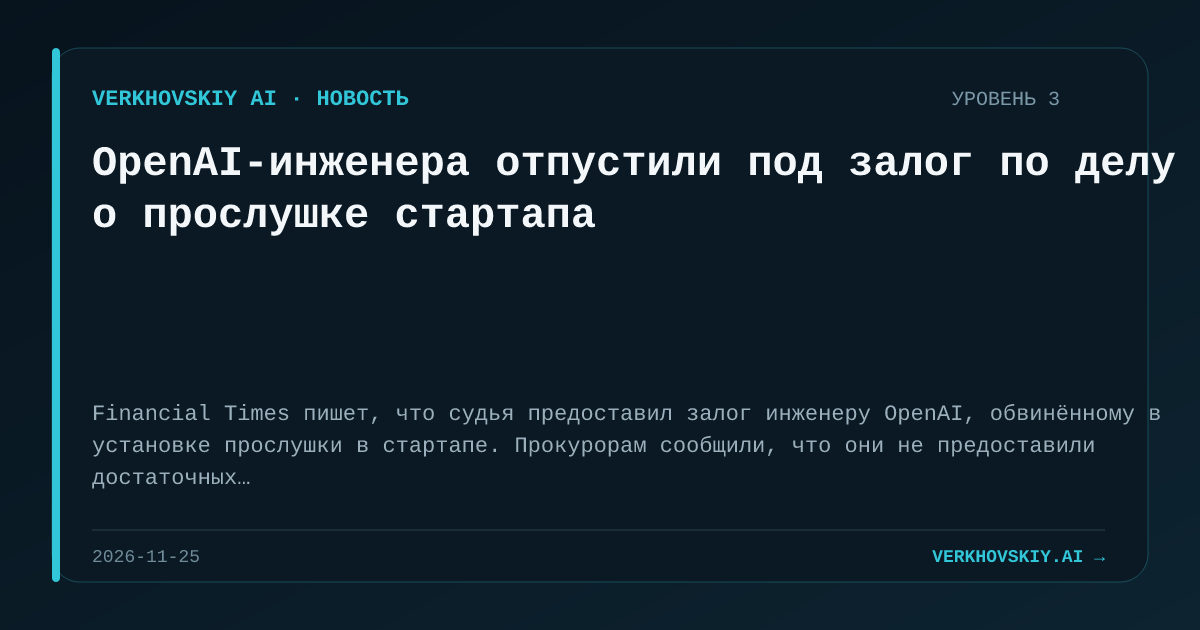 VERKHOVSKIY AI · НОВОСТЬ
УРОВЕНЬ 3
OpenAI-инженера отпустили под залог по делу
о прослушке стартапа
Financial Times пишет, что судья предоставил залог инженеру OpenAI, обвинённому в
установке прослушки в стартапе. Прокурорам сообщили, что они не предоставили
достаточных…
2026-11-25
VERKHOVSKIY.AI →